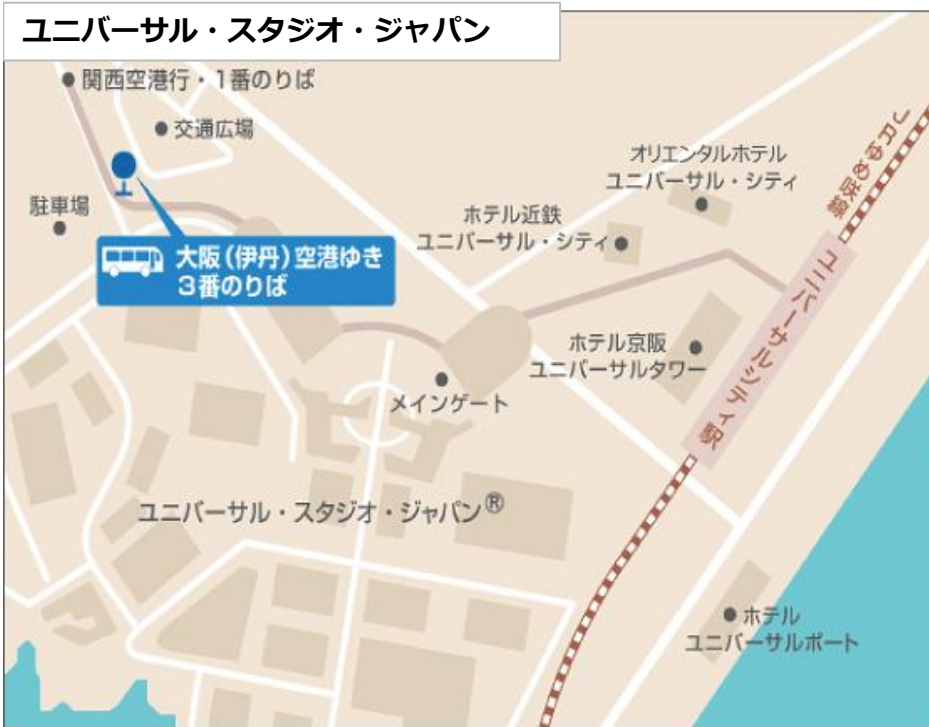 ユニバーサル・スタジオ・ジャパン
関西空港行・1番のりば
交通広場
駐車場
大阪(伊丹)空港ゆき
3番のりば
オリエンタルホテル
ユニバーサル・シティ
ホテル近鉄
ユニバーサル・シティ
JRゆめ咲線
ユニバーサルシティ駅
ホテル京阪
ユニバーサルタワー
メインゲート
ユニバーサル・スタジオ・ジャパン®
ホテル
ユニバーサルポート